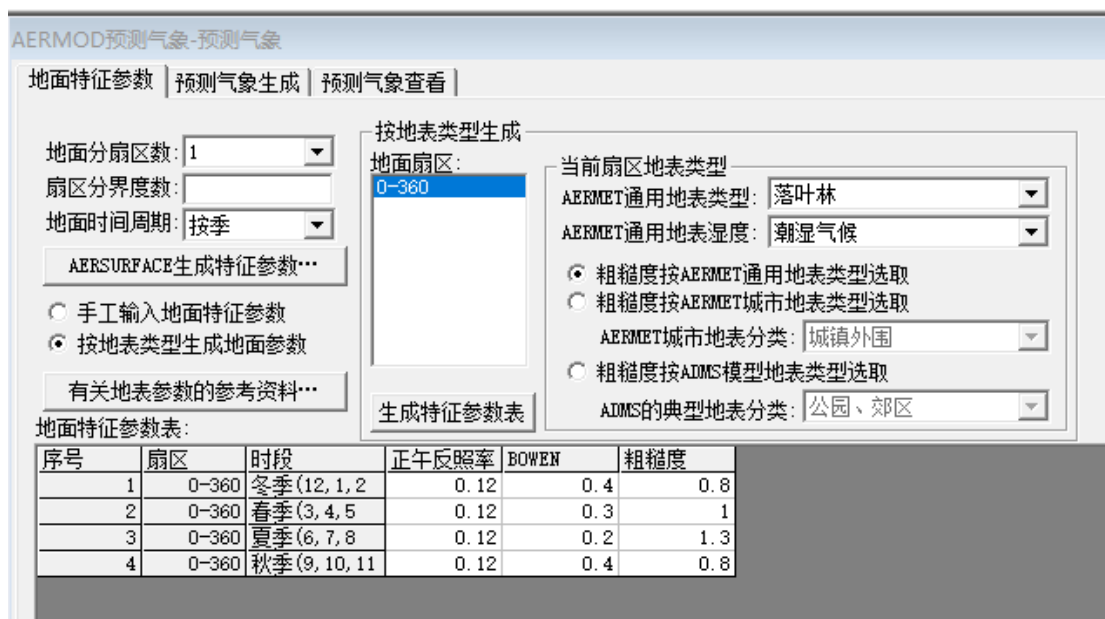 AERMOD预测气象-预测气象
地面特征参数 预测气象生成 预测气象查看
地面分扇区数: 1
扇区分界度数:
地面时间周期: 按季
AERSURFACE生成特征参数…
手工输入地面特征参数
按地表类型生成地面参数
有关地表参数的参考资料…
按地表类型生成
地面扇区:
0-360
生成特征参数表
当前扇区地表类型
AERMET通用地表类型: 落叶林
AERMET通用地表湿度: 潮湿气候
粗糙度按AERMET通用地表类型选取
粗糙度按AERMET城市地表类型选取
AERMET城市地表分类: 城镇外围
粗糙度按ADMS模型地表类型选取
ADMS的典型地表分类: 公园、郊区
地面特征参数表:
序号 扇区 时段 正午反照率 BOWEN 粗糙度
1 0-360 冬季(12,1,2 0.12 0.4 0.8
2 0-360 春季(3,4,5 0.12 0.3 1
3 0-360 夏季(6,7,8 0.12 0.2 1.3
4 0-360 秋季(9,10,11 0.12 0.4 0.8